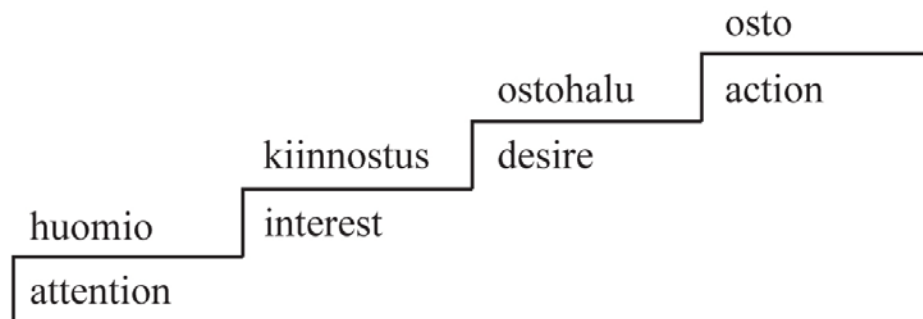 osto
ostohalu
action
kiinnostus
desire
huomio
interest
attention